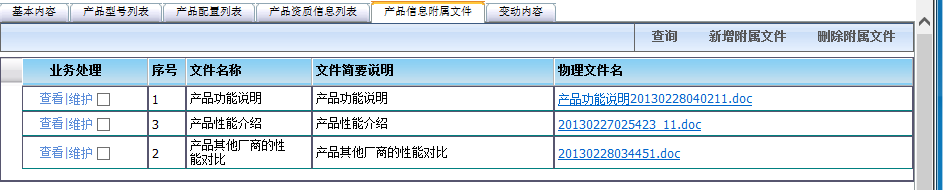 基本内容 产品型号列表 产品配置列表 产品资质信息列表 产品信息附属文件 变动内容
查询 新增附属文件 删除附属文件
业务处理 序号 文件名称 文件简要说明 物理文件名
查看|维护 1 产品功能说明 产品功能说明 产品功能说明20130228040211.doc
查看|维护 3 产品性能介绍 产品性能介绍 20130227025423_11.doc
查看|维护 2 产品其他厂商的性能对比 产品其他厂商的性能对比 20130228034451.doc